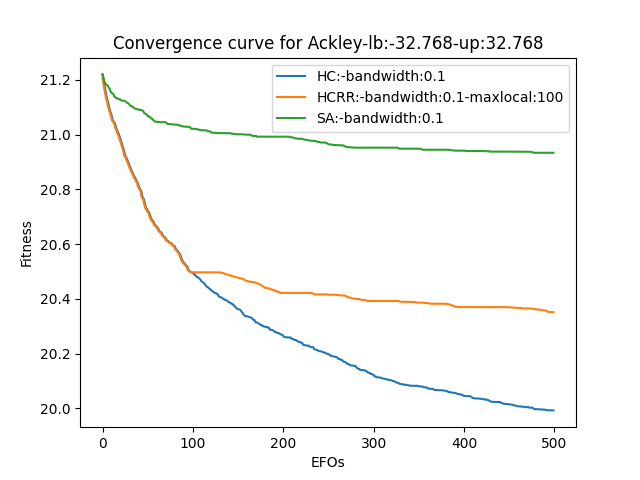 Convergence curve for Ackley-lb:-32.768-up:32.768
HC:-bandwidth:0.1
HCRR:-bandwidth:0.1-maxlocal:100
SA:-bandwidth:0.1
Fitness
21.2
21.0
20.8
20.6
20.4
20.2
20.0
0 100 200 300 400 500
EFOs